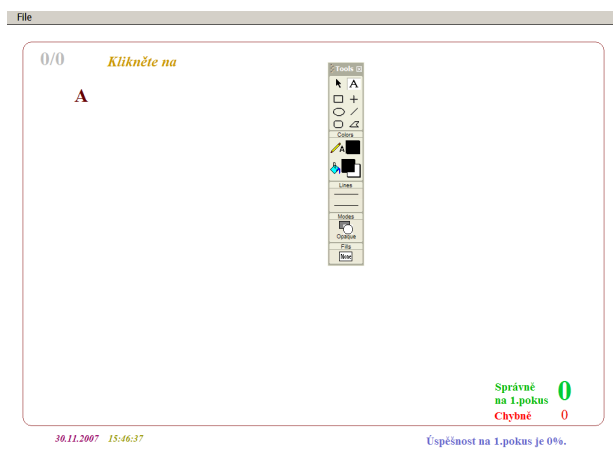 File
0/0 Klikněte na
A
Tools
A
Colors
A
Lines
Modes
Opaque
Fills
None
Správně
na 1.pokus 0
Chybně 0
30.11.2007 15:46:37
Úspěšnost na 1.pokus je 0%.